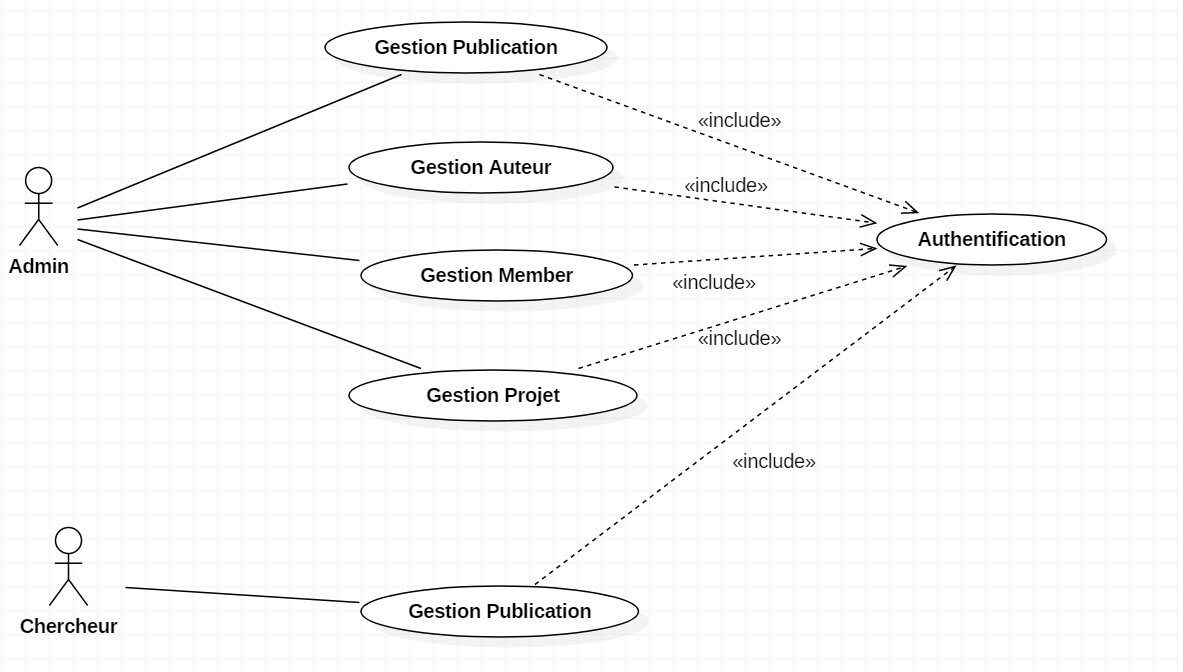 Gestion Publication
«include»
Gestion Auteur
«include»
Authentification
Admin
Gestion Member
«include»
«include»
Gestion Projet
«include»
Chercheur
Gestion Publication